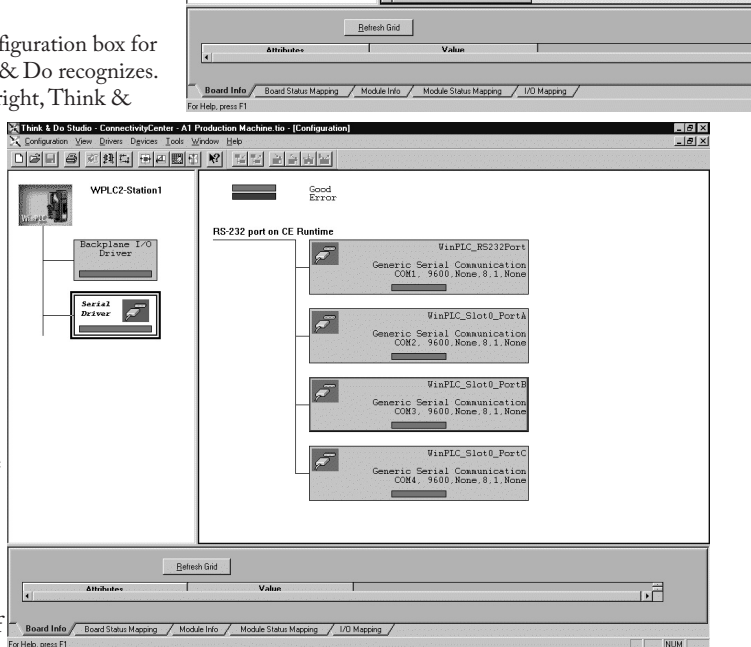 figuration box for
& Do recognizes.
right, Think &
Refresh Grid
Attributes Value
Board Info Board Status Mapping Module Info Module Status Mapping I/O Mapping
For Help, press F1
Think & Do Studio - ConnectivityCenter - A1 Production Machine.tio - [Configuration]
Configuration View Drivers Devices Tools Window Help
WPLC2-Station1
WinPLC
Good
Error
RS-232 port on CE Runtime
Backplane I/O
Driver
Serial
Driver
WinPLC_RS232Port
Generic Serial Communication
COM1, 9600,None,8,1,None
WinPLC_Slot0_PortA
Generic Serial Communication
COM2, 9600,None,8,1,None
WinPLC_Slot0_PortB
Generic Serial Communication
COM3, 9600,None,8,1,None
WinPLC_Slot0_PortC
Generic Serial Communication
COM4, 9600,None,8,1,None
Refresh Grid
Attributes Value
Board Info Board Status Mapping Module Info Module Status Mapping I/O Mapping
For Help, press F1
NUM